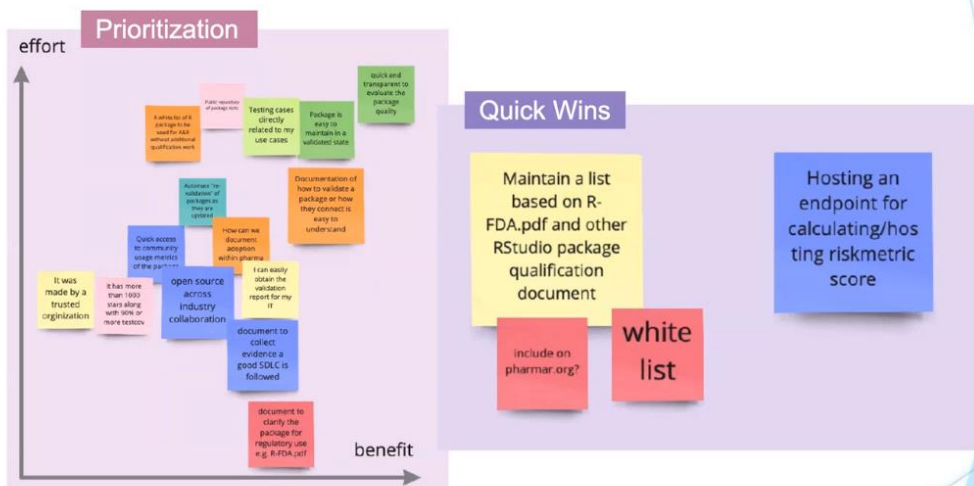 Prioritization
effort
quick and
transparent to
evaluate the
package
quality
Public repository
of package tests
A white list of R
package to be
used for A&R
without additional
qualification work
Testing cases
directly
related to my
use cases
Package is
easy to
maintain in a
validated state
Documentation of
how to validate a
package or how
they connect is
easy to
understand
Automate "re-
validation" of
packages as
they are
updated
Quick access
to community
usage metrics
of the package
How can we
document
adoption
within pharma
It was
made by a
trusted
orginization
It has more
than 1000
stars along
with 90% or
more testcov
open source
across
industry
collaboration
I can easily
obtain the
validation
report for my
IT
document to
collect
evidence a
good SDLC is
followed
document to
clarify the
package for
regulatory use
e.g. R-FDA.pdf
benefit
Quick Wins
Maintain a list
based on R-
FDA.pdf and other
RStudio package
qualification
document
include on
pharmar.org?
white
list
Hosting an
endpoint for
calculating/hos
ting riskmetric
score